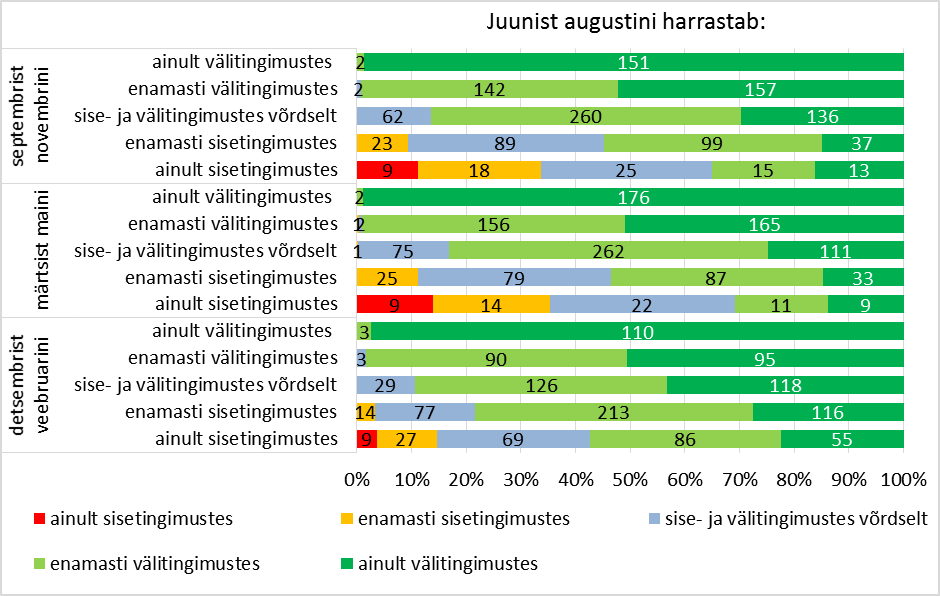 Juunist augustini harrastab:
septembrist
novembrini
ainult välitingimustes 2 151
enamasti välitingimustes 2 142 157
sise- ja välitingimustes võrdselt 62 260 136
enamasti sisetingimustes 23 89 99 37
ainult sisetingimustes 9 18 25 15 13
märtsist maini
ainult välitingimustes 2 176
enamasti välitingimustes 1 2 156 165
sise- ja välitingimustes võrdselt 1 75 262 111
enamasti sisetingimustes 25 79 87 33
ainult sisetingimustes 9 14 22 11 9
detsembrist
veebruarini
ainult välitingimustes 3 110
enamasti välitingimustes 3 90 95
sise- ja välitingimustes võrdselt 29 126 118
enamasti sisetingimustes 14 77 213 116
ainult sisetingimustes 9 27 69 86 55
0% 10% 20% 30% 40% 50% 60% 70% 80% 90% 100%
ainult sisetingimustes enamasti sisetingimustes sise- ja välitingimustes võrdselt
enamasti välitingimustes ainult välitingimustes